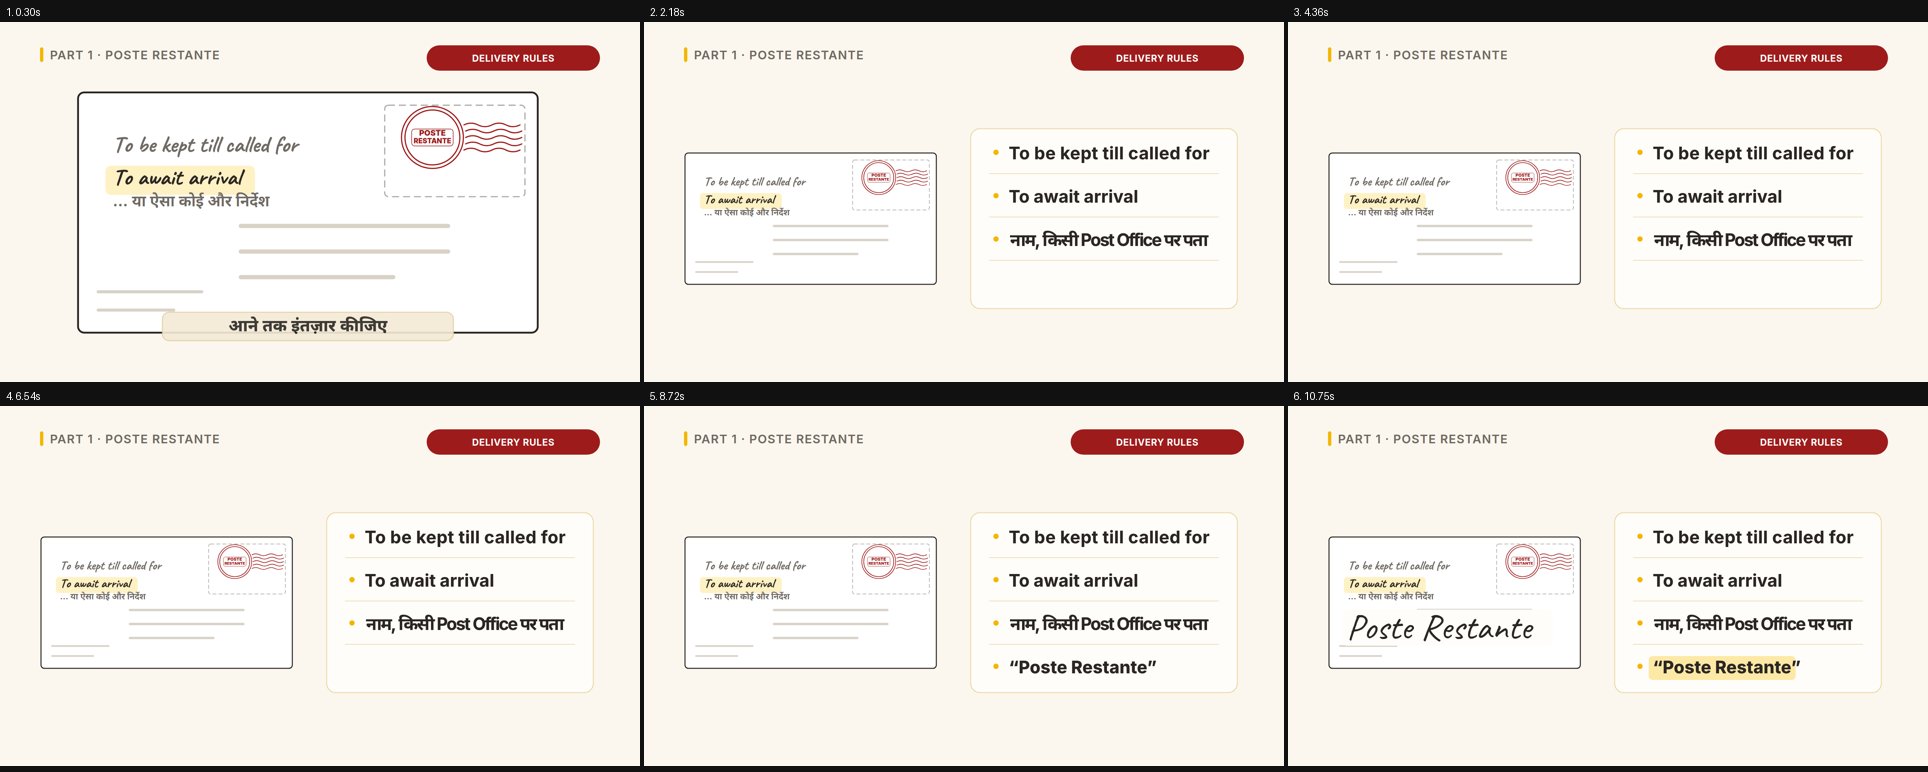 1. 0.30s
PART 1 · POSTE RESTANTE
DELIVERY RULES
To be kept till called for
To await arrival
... या ऐसा कोई और निर्देश
POSTE
RESTANTE
आने तक इंतज़ार कीजिए
2. 2.18s
PART 1 · POSTE RESTANTE
DELIVERY RULES
To be kept till called for
To await arrival
... या ऐसा कोई और निर्देश
POSTE
RESTANTE
To be kept till called for
To await arrival
नाम, किसी Post Office पर पता
3. 4.36s
PART 1 · POSTE RESTANTE
DELIVERY RULES
To be kept till called for
To await arrival
... या ऐसा कोई और निर्देश
POSTE
RESTANTE
To be kept till called for
To await arrival
नाम, किसी Post Office पर पता
4. 6.54s
PART 1 · POSTE RESTANTE
DELIVERY RULES
To be kept till called for
To await arrival
... या ऐसा कोई और निर्देश
POSTE
RESTANTE
To be kept till called for
To await arrival
नाम, किसी Post Office पर पता
5. 8.72s
PART 1 · POSTE RESTANTE
DELIVERY RULES
To be kept till called for
To await arrival
... या ऐसा कोई और निर्देश
POSTE
RESTANTE
To be kept till called for
To await arrival
नाम, किसी Post Office पर पता
“Poste Restante”
6. 10.75s
PART 1 · POSTE RESTANTE
DELIVERY RULES
To be kept till called for
To await arrival
... या ऐसा कोई और निर्देश
POSTE
RESTANTE
Poste Restante
To be kept till called for
To await arrival
नाम, किसी Post Office पर पता
“Poste Restante”